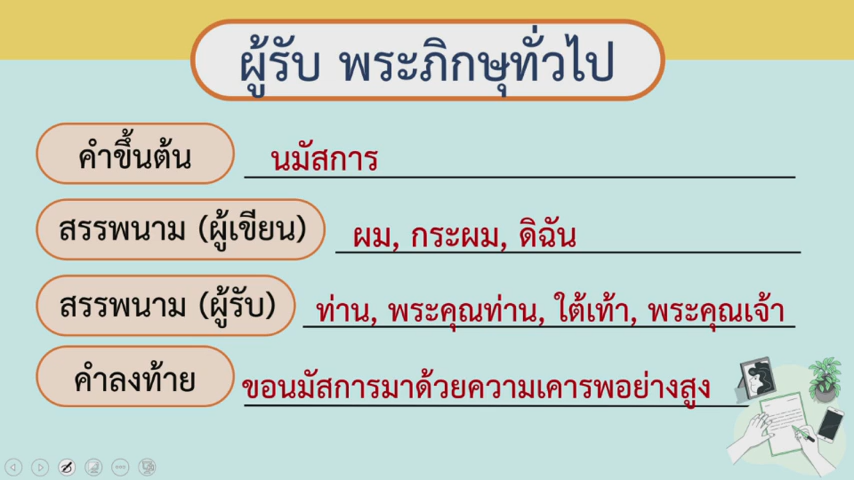 ผู้รับ พระภิกษุทั่วไป
คำขึ้นต้น นมัสการ
สรรพนาม (ผู้เขียน) ผม, กระผม, ดิฉัน
สรรพนาม (ผู้รับ) ท่าน, พระคุณท่าน, ใต้เท้า, พระคุณเจ้า
คำลงท้าย ขอนมัสการมาด้วยความเคารพอย่างสูง